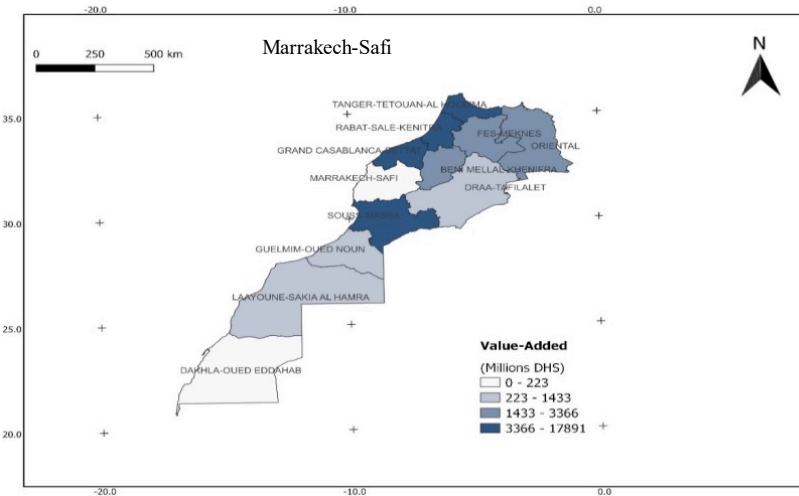 -20.0 -10.0 0.0
0 250 500 km
Marrakech-Safi
N
35.0
TANGER-TETOUAN-AL HOCEIMA
RABAT-SALE-KENITRA
FES-MEKNES
ORIENTAL
GRAND CASABLANCA-SETTAT
BENI MELLAL-KHENIFRA
MARRAKECH-SAFI
DRAA-TAFILALET
30.0
SOUSS-MASSA
GUELMIM-OUED NOUN
LAAYOUNE-SAKIA AL HAMRA
25.0
Value-Added
(Millions DHS)
0 - 223
223 - 1433
1433 - 3366
3366 - 17891
DAKHLA-OUED EDDAHAB
20.0
-20.0 -10.0 0.0